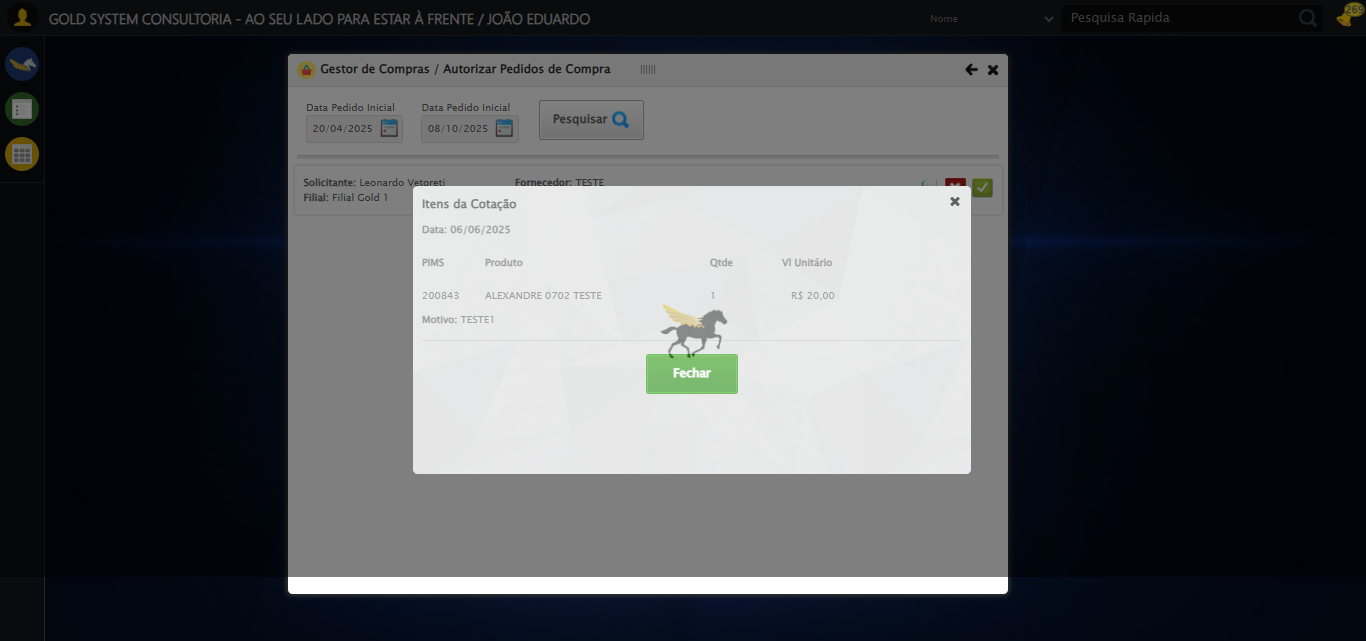 GOLD SYSTEM CONSULTORIA - AO SEU LADO PARA ESTAR À FRENTE / JOÃO EDUARDO
Nome
Pesquisa Rapida
269
Gestor de Compras / Autorizar Pedidos de Compra
Data Pedido Inicial Data Pedido Inicial
20/04/2025 08/10/2025 Pesquisar
Solicitante: Leonardo Vetoreti Fornecedor: TESTE
Filial: Filial Gold 1
Itens da Cotação
Data: 06/06/2025
PIMS Produto Qtde Vl Unitário
200843 ALEXANDRE 0702 TESTE 1 R$ 20,00
Motivo: TESTE1
Fechar